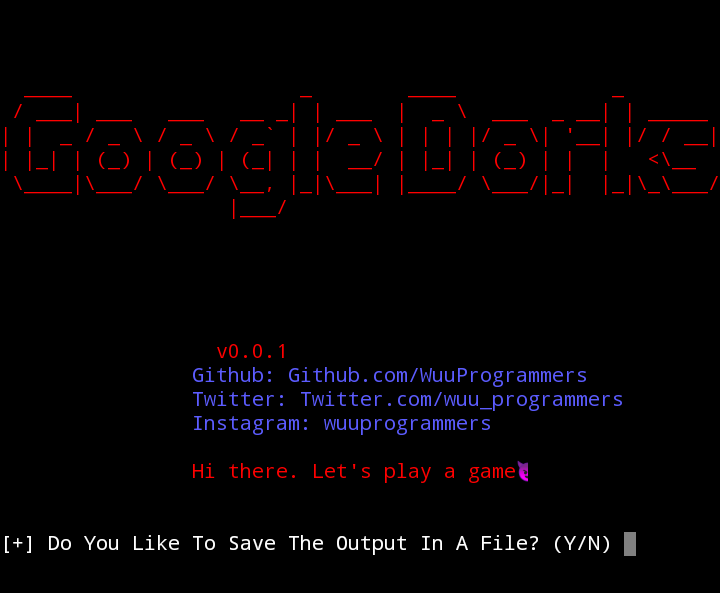 GoogleDorks
v0.0.1
Github: Github.com/WuuProgrammers
Twitter: Twitter.com/wuu_programmers
Instagram: wuuprogrammers
Hi there. Let's play a game😈
[+] Do You Like To Save The Output In A File? (Y/N)